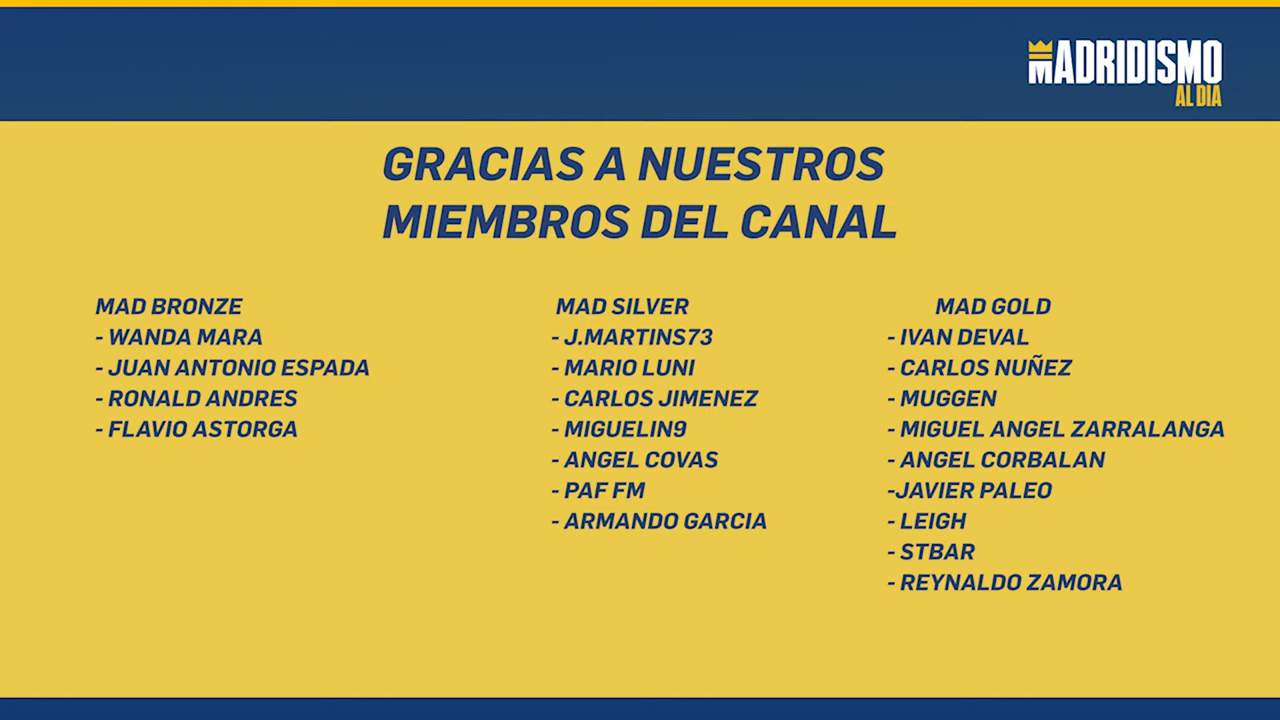 MADRIDISMO
AL DIA
GRACIAS A NUESTROS
MIEMBROS DEL CANAL
MAD BRONZE
- WANDA MARA
- JUAN ANTONIO ESPADA
- RONALD ANDRES
- FLAVIO ASTORGA
MAD SILVER
- J.MARTINS73
- MARIO LUNI
- CARLOS JIMENEZ
- MIGUELIN9
- ANGEL COVAS
- PAF FM
- ARMANDO GARCIA
MAD GOLD
- IVAN DEVAL
- CARLOS NUÑEZ
- MUGGEN
- MIGUEL ANGEL ZARRALANGA
- ANGEL CORBALAN
-JAVIER PALEO
- LEIGH
- STBAR
- REYNALDO ZAMORA